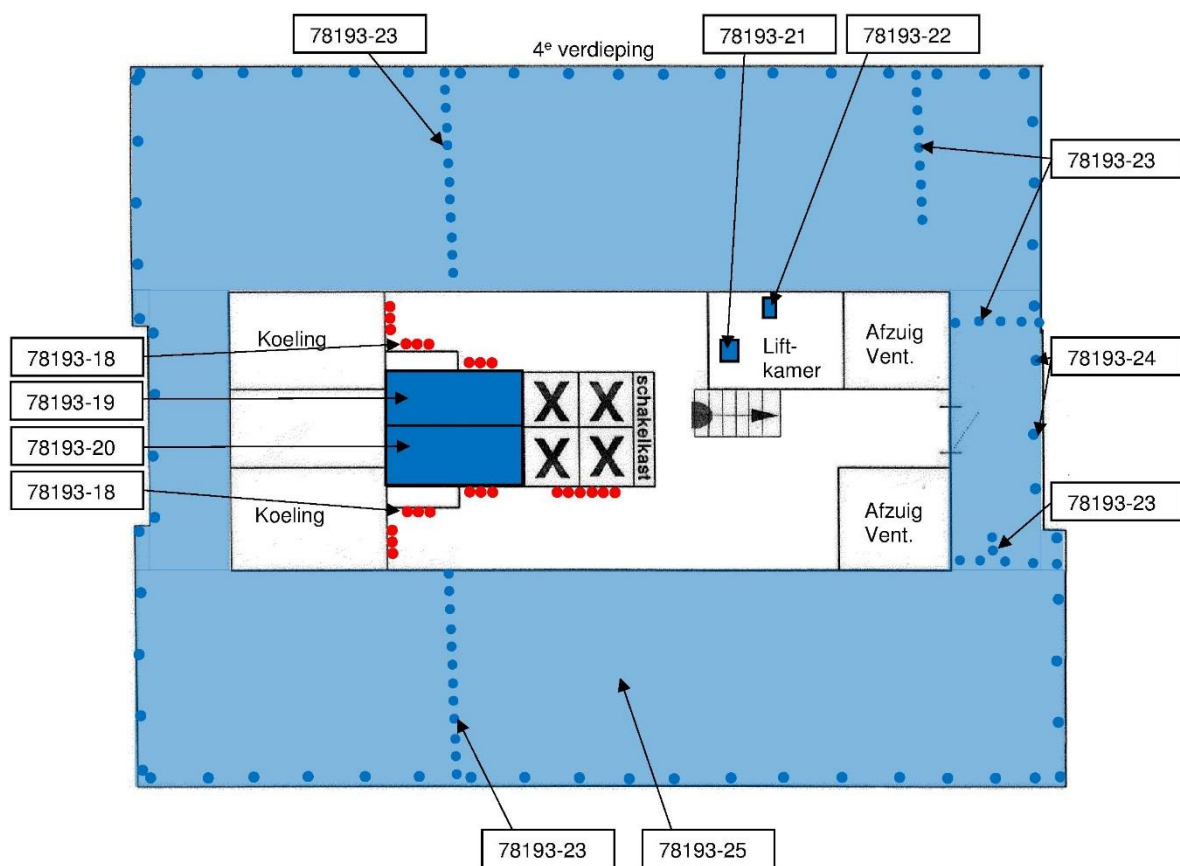 78193-23
78193-21
78193-22
4e verdieping
78193-23
Koeling
Lift-
kamer
Afzuig
Vent.
78193-18
78193-24
78193-19
X X
schakelkast
78193-20
X X
78193-18
Koeling
Afzuig
Vent.
78193-23
78193-23
78193-25